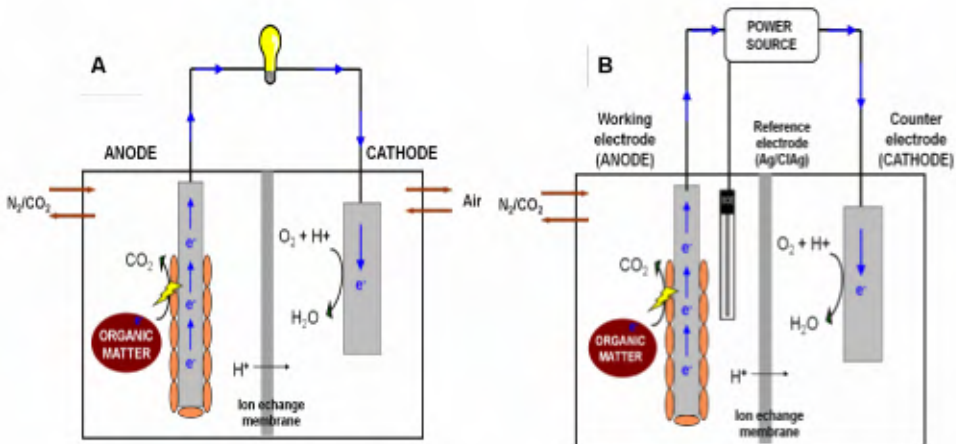 A
ANODE
CATHODE
N₂/CO₂
Air
e⁻
CO₂
e⁻
e⁻
e⁻
ORGANIC
MATTER
O₂ + H+
e⁻
H₂O
H⁺
Ion echange
membrane
B
POWER
SOURCE
Working
electrode
(ANODE)
Reference
electrode
(Ag/ClAg)
Counter
electrode
(CATHODE)
N₂/CO₂
e⁻
CO₂
e⁻
e⁻
e⁻
ORGANIC
MATTER
O₂ + H+
e⁻
H₂O
H⁺
Ion echange
membrane